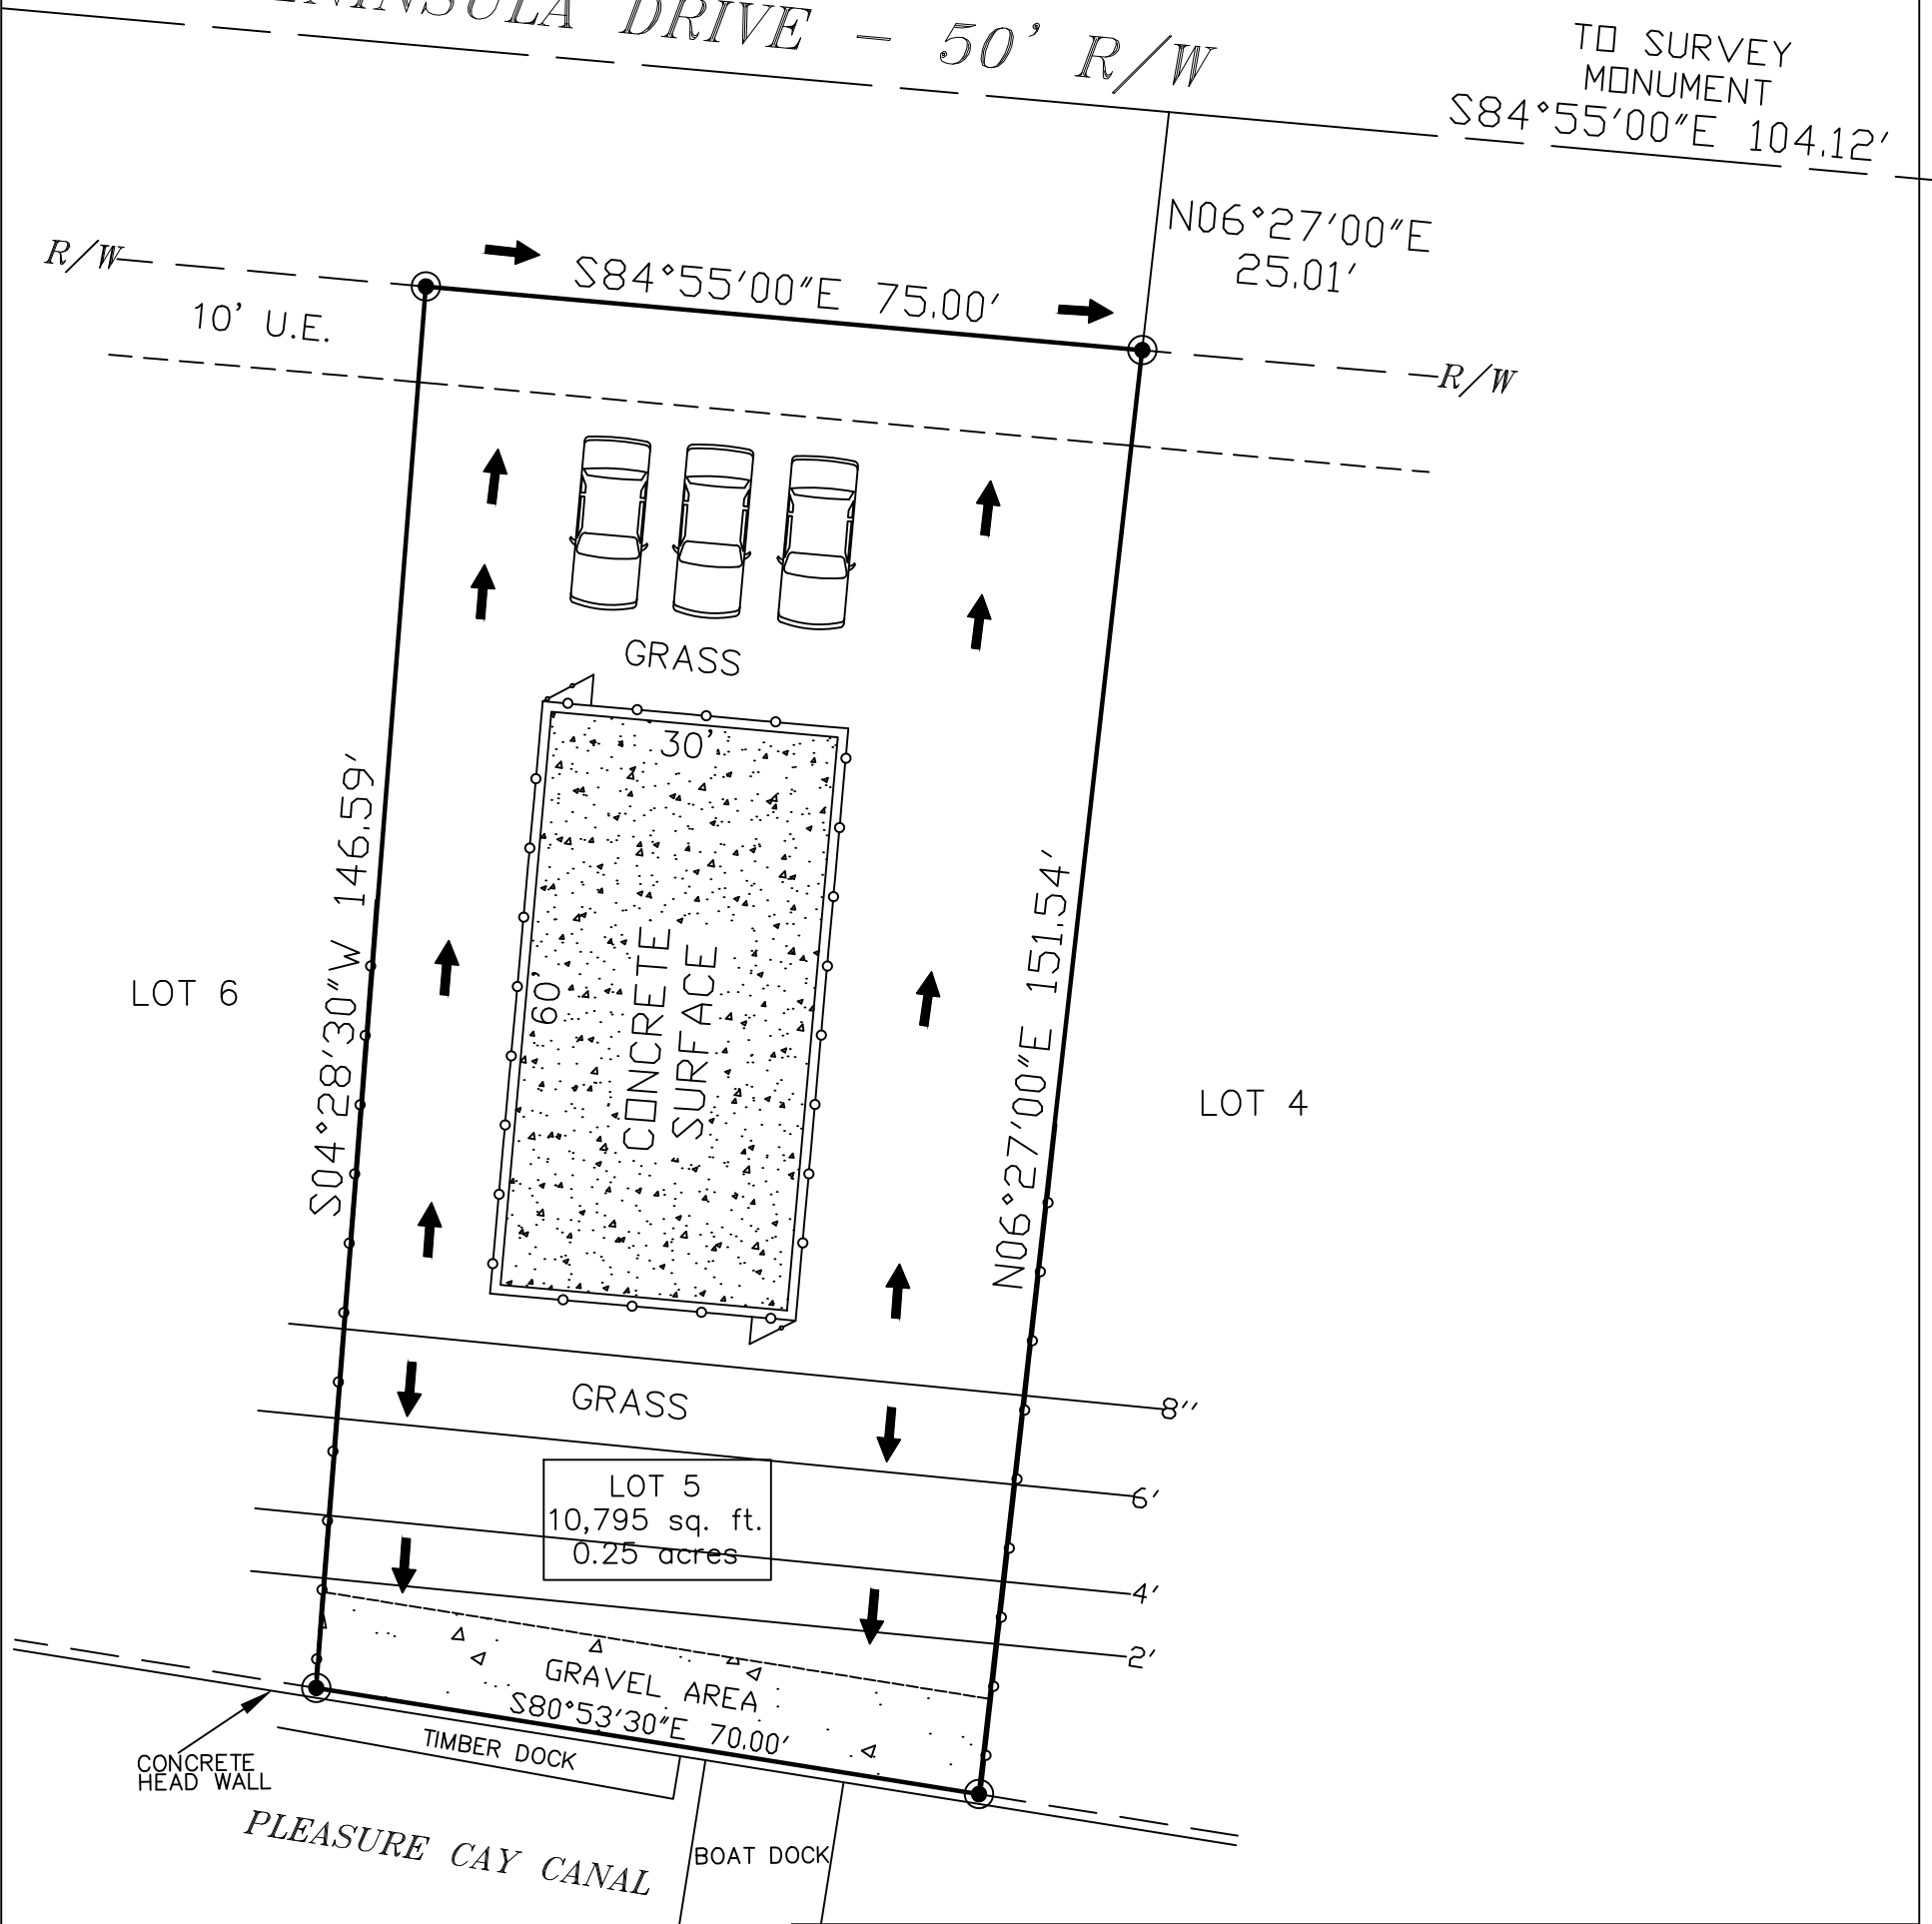 DRIVE - 50' R/W
TO SURVEY
MONUMENT
S84°55'00"E 104.12'
N06°27'00"E
25.01'
R/W
S84°55'00"E 75.00'
10' U.E.
R/W
GRASS
30'
S04°28'30"W 146.59'
60'
CONCRETE
SURFACE
N06°27'00"E 151.54'
LOT 6
LOT 4
8''
GRASS
6'
LOT 5
10,795 sq. ft.
0.25 acres
4'
2'
GRAVEL AREA
S80°53'30"E 70.00'
TIMBER DOCK
CONCRETE
HEAD WALL
PLEASURE CAY CANAL
BOAT DOCK